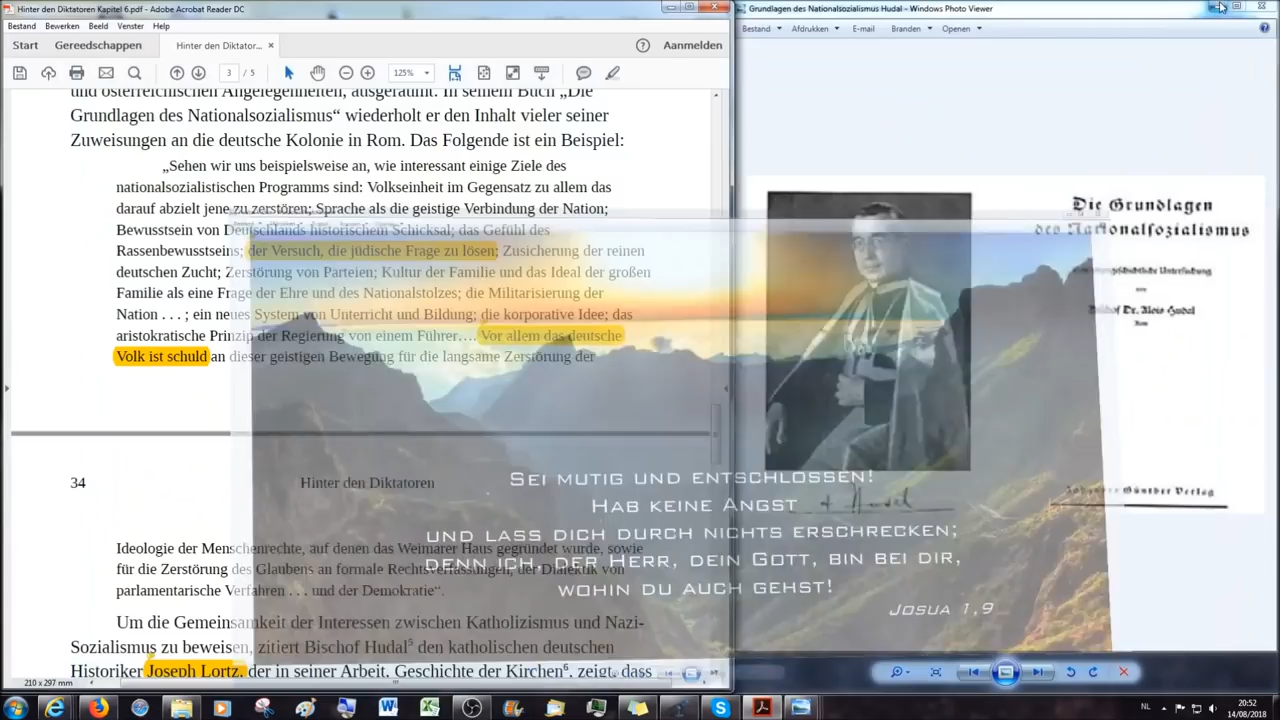 Hinter den Diktatoren Kapitel 6.pdf - Adobe Acrobat Reader DC
Bestand Bewerken Beeld Venster Help
Start Gereedschappen Hinter den Diktator... × Aanmelden
3 / 5 125%
und österreichischen Angelegenheiten, ausgeräumt. In seinem Buch „Die
Grundlagen des Nationalsozialismus“ wiederholt er den Inhalt vieler seiner
Zuweisungen an die deutsche Kolonie in Rom. Das Folgende ist ein Beispiel:
„Sehen wir uns beispielsweise an, wie interessant einige Ziele des
nationalsozialistischen Programms sind: Volkseinheit im Gegensatz zu allem das
darauf abzielt jene zu zerstören; Sprache als die geistige Verbindung der Nation;
Bewusstsein von Deutschlands historischem Schicksal; das Gefühl des
Rassenbewusstseins; der Versuch, die jüdische Frage zu lösen; Zusicherung der reinen
deutschen Zucht; Zerstörung von Parteien; Kultur der Familie und das Ideal der großen
Familie als eine Frage der Ehre und des Nationalstolzes; die Militarisierung der
Nation . . . ; ein neues System von Unterricht und Bildung; die korporative Idee; das
aristokratische Prinzip der Regierung von einem Führer…. Vor allem das deutsche
Volk ist schuld an dieser geistigen Bewegung für die langsame Zerstörung der
34 Hinter den Diktatoren
Ideologie der Menschenrechte, auf denen das Weimarer Haus gegründet wurde, sowie
für die Zerstörung des Glaubens an formale Rechtsverfassungen, der Dialektik von
parlamentarische Verfahren . . . und der Demokratie“.
Um die Gemeinsamkeit der Interessen zwischen Katholizismus und Nazi-
Sozialismus zu beweisen, zitiert Bischof Hudal⁵ den katholischen deutschen
Historiker Joseph Lortz, der in seiner Arbeit, Geschichte der Kirchen⁶ zeigt, dass
210 x 297 mm
Grundlagen des Nationalsozialismus Hudal - Windows Photo Viewer
Bestand Afdrukken E-mail Branden Openen
Die Grundlagen
des Nationalsozialismus
Bischof Dr. Alois Hudal
Rom
Hudal
Günther Verlag
Sei mutig und entschlossen!
Hab keine Angst
und lass dich durch nichts erschrecken;
denn ich, der Herr, dein Gott, bin bei dir,
wohin du auch gehst!
Josua 1,9
NL
20:52
14/08/2018